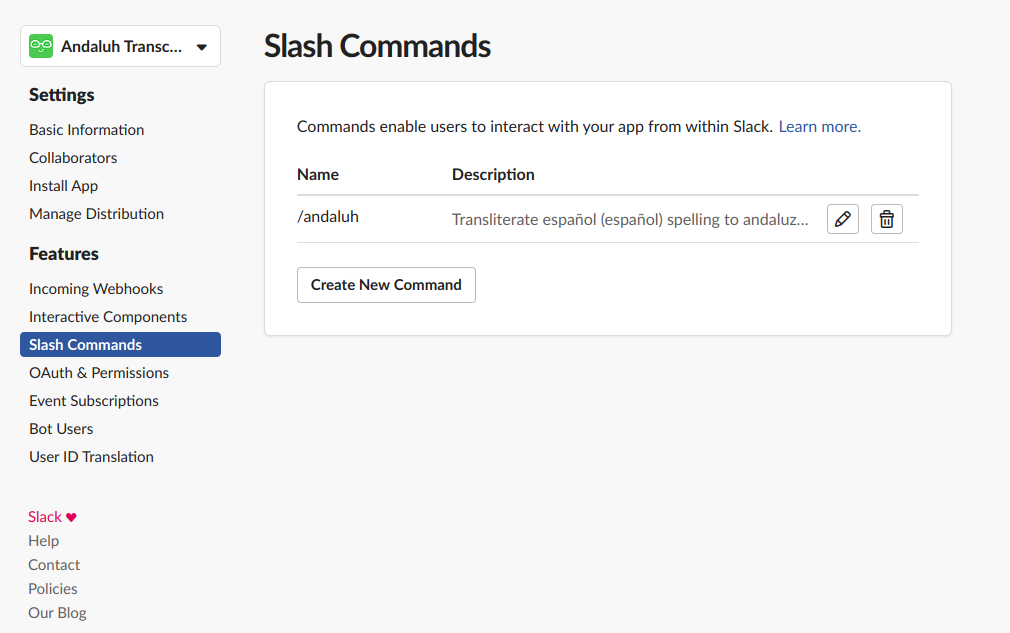 Andaluh Transc...
Settings
Basic Information
Collaborators
Install App
Manage Distribution
Features
Incoming Webhooks
Interactive Components
Slash Commands
OAuth & Permissions
Event Subscriptions
Bot Users
User ID Translation
Slack ♥
Help
Contact
Policies
Our Blog
Slash Commands
Commands enable users to interact with your app from within Slack. Learn more.
Name Description
/andaluh Transliterate español (español) spelling to andaluz...
Create New Command